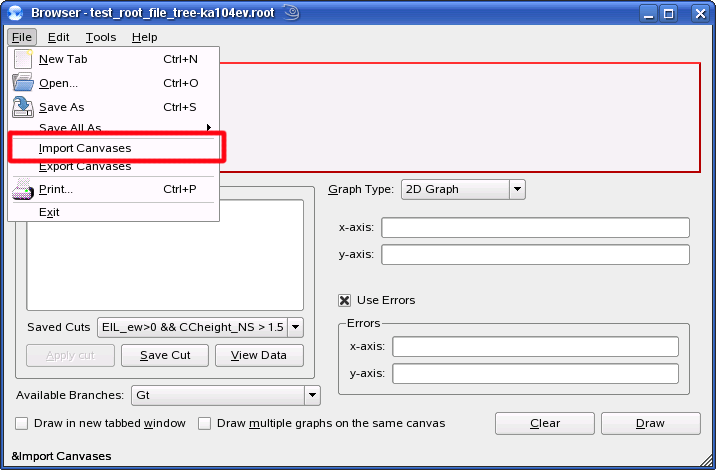 Browser - test_root_file_tree-ka104ev.root
File Edit Tools Help
New Tab Ctrl+N
Open... Ctrl+O
Save As Ctrl+S
Save All As
Import Canvases
Export Canvases
Print... Ctrl+P
Exit
Graph Type: 2D Graph
x-axis:
y-axis:
Use Errors
Errors
x-axis:
y-axis:
Saved Cuts EIL_ew>0 && CCheight_NS > 1.5
Apply cut Save Cut View Data
Available Branches: Gt
Draw in new tabbed window Draw multiple graphs on the same canvas Clear Draw
&Import Canvases